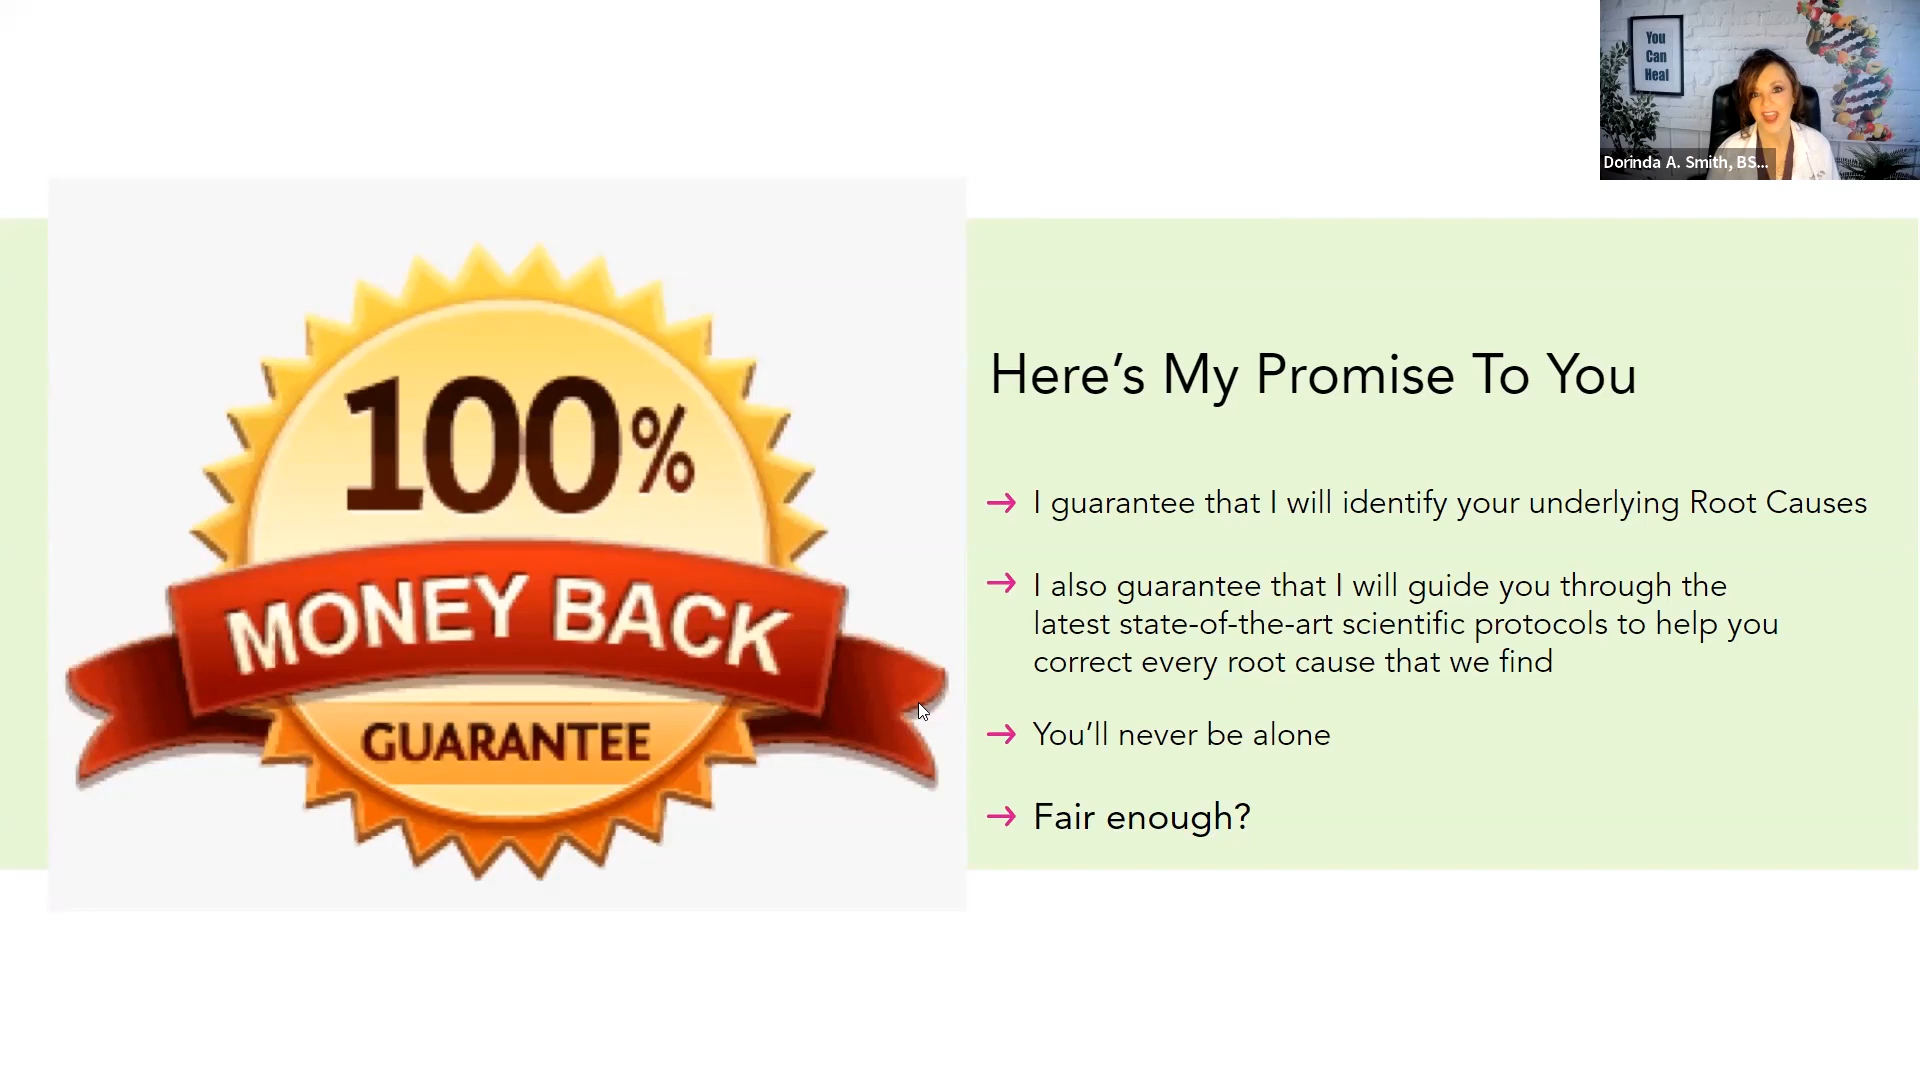 You
Can
Heal
Dorinda A. Smith, BS...
100%
MONEY BACK
GUARANTEE
Here’s My Promise To You
→ I guarantee that I will identify your underlying Root Causes
→ I also guarantee that I will guide you through the
latest state-of-the-art scientific protocols to help you
correct every root cause that we find
→ You’ll never be alone
→ Fair enough?